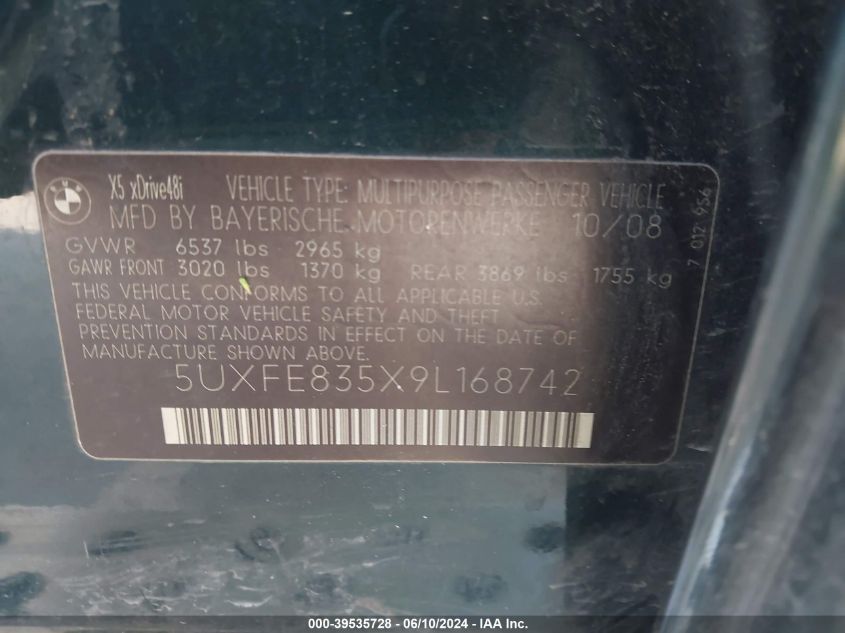 BMW
X5 xDrive48i VEHICLE TYPE: MULTIPURPOSE PASSENGER VEHICLE
MFD BY BAYERISCHE MOTORENWERKE 10/08
GVWR 6537 lbs 2965 kg
GAWR FRONT 3020 lbs 1370 kg REAR 3869 lbs 1755 kg
THIS VEHICLE CONFORMS TO ALL APPLICABLE U.S.
FEDERAL MOTOR VEHICLE SAFETY AND THEFT
PREVENTION STANDARDS IN EFFECT ON THE DATE OF
MANUFACTURE SHOWN ABOVE.
5UXFE835X9L168742
7 012 956
000-39535728 - 06/10/2024 - IAA Inc.